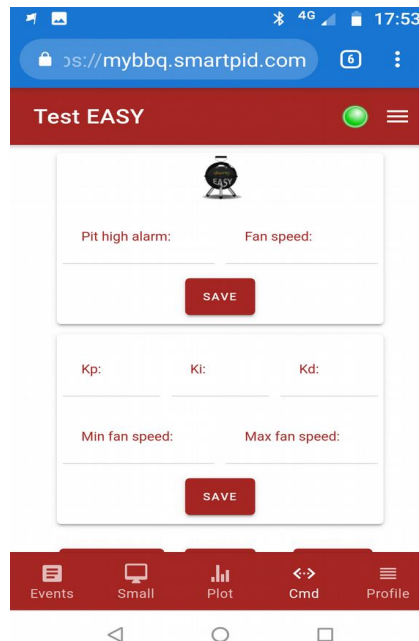 4G 17:53
ps://mybbq.smartpid.com 6
Test EASY
EASY
Pit high alarm: Fan speed:
SAVE
Kp: Ki: Kd:
Min fan speed: Max fan speed:
SAVE
Events Small Plot Cmd Profile